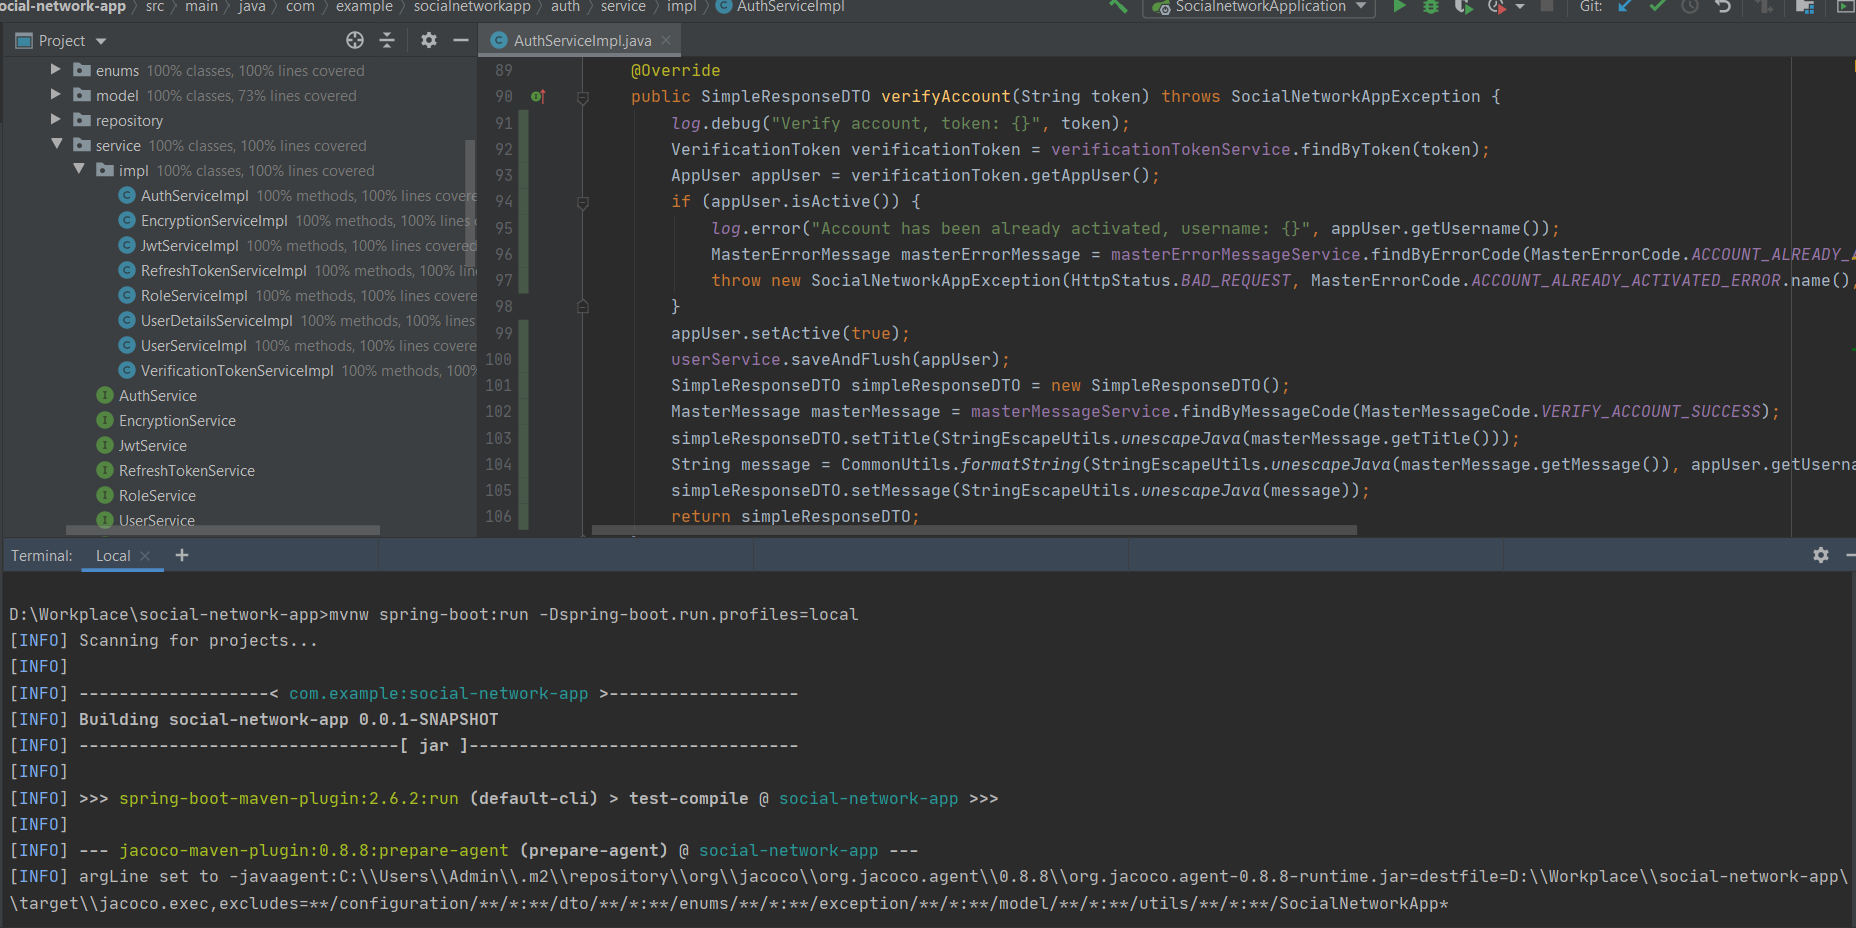 ocial-network-app src main java com example socialnetworkapp auth service impl AuthServiceImpl SocialnetworkApplication Git:
Project AuthServiceImpl.java
enums 100% classes, 100% lines covered
model 100% classes, 73% lines covered
repository
service 100% classes, 100% lines covered
impl 100% classes, 100% lines covered
AuthServiceImpl 100% methods, 100% lines covere
EncryptionServiceImpl 100% methods, 100% lines
JwtServiceImpl 100% methods, 100% lines covered
RefreshTokenServiceImpl 100% methods, 100% lin
RoleServiceImpl 100% methods, 100% lines covere
UserDetailsServiceImpl 100% methods, 100% lines
UserServiceImpl 100% methods, 100% lines covere
VerificationTokenServiceImpl 100% methods, 100%
AuthService
EncryptionService
JwtService
RefreshTokenService
RoleService
UserService
89 @Override
90 public SimpleResponseDTO verifyAccount(String token) throws SocialNetworkAppException {
91 log.debug("Verify account, token: {}", token);
92 VerificationToken verificationToken = verificationTokenService.findByToken(token);
93 AppUser appUser = verificationToken.getAppUser();
94 if (appUser.isActive()) {
95 log.error("Account has been already activated, username: {}", appUser.getUsername());
96 MasterErrorMessage masterErrorMessage = masterErrorMessageService.findByErrorCode(MasterErrorCode.ACCOUNT_ALREADY_
97 throw new SocialNetworkAppException(HttpStatus.BAD_REQUEST, MasterErrorCode.ACCOUNT_ALREADY_ACTIVATED_ERROR.name(),
98 }
99 appUser.setActive(true);
100 userService.saveAndFlush(appUser);
101 SimpleResponseDTO simpleResponseDTO = new SimpleResponseDTO();
102 MasterMessage masterMessage = masterMessageService.findByMessageCode(MasterMessageCode.VERIFY_ACCOUNT_SUCCESS);
103 simpleResponseDTO.setTitle(StringEscapeUtils.unescapeJava(masterMessage.getTitle()));
104 String message = CommonUtils.formatString(StringEscapeUtils.unescapeJava(masterMessage.getMessage()), appUser.getUserna
105 simpleResponseDTO.setMessage(StringEscapeUtils.unescapeJava(message));
106 return simpleResponseDTO;
Terminal: Local
D:\Workplace\social-network-app>mvnw spring-boot:run -Dspring-boot.run.profiles=local
[INFO] Scanning for projects...
[INFO]
[INFO] -------------------< com.example:social-network-app >-------------------
[INFO] Building social-network-app 0.0.1-SNAPSHOT
[INFO] --------------------------------[ jar ]---------------------------------
[INFO]
[INFO] >>> spring-boot-maven-plugin:2.6.2:run (default-cli) > test-compile @ social-network-app >>>
[INFO]
[INFO] --- jacoco-maven-plugin:0.8.8:prepare-agent (prepare-agent) @ social-network-app ---
[INFO] argLine set to -javaagent:C:\\Users\\Admin\\.m2\\repository\\org\\jacoco\\org.jacoco.agent\\0.8.8\\org.jacoco.agent-0.8.8-runtime.jar=destfile=D:\\Workplace\\social-network-app\
\target\\jacoco.exec,excludes=**/configuration/**/*:**/dto/**/*:**/enums/**/*:**/exception/**/*:**/model/**/*:**/utils/**/*:**/SocialNetworkApp*